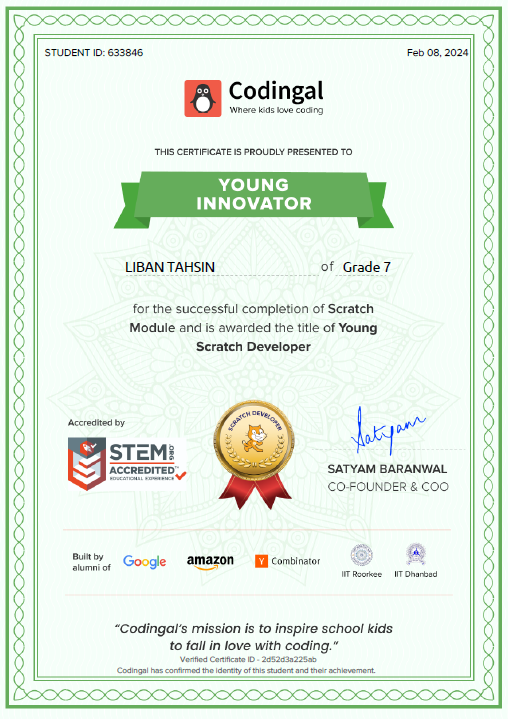 STUDENT ID: 633846
Feb 08, 2024
Codingal
Where kids love coding
THIS CERTIFICATE IS PROUDLY PRESENTED TO
YOUNG
INNOVATOR
LIBAN TAHSIN of Grade 7
for the successful completion of Scratch
Module and is awarded the title of Young
Scratch Developer
Accredited by
STEM.ORG
ACCREDITED™
EDUCATIONAL EXPERIENCE
SCRATCH DEVELOPER
Satyam
SATYAM BARANWAL
CO-FOUNDER & COO
Built by
alumni of
Google
amazon
Y Combinator
IIT Roorkee
IIT Dhanbad
“Codingal’s mission is to inspire school kids
to fall in love with coding.”
Verified Certificate ID - 2d52d3a225ab
Codingal has confirmed the identity of this student and their achievement.